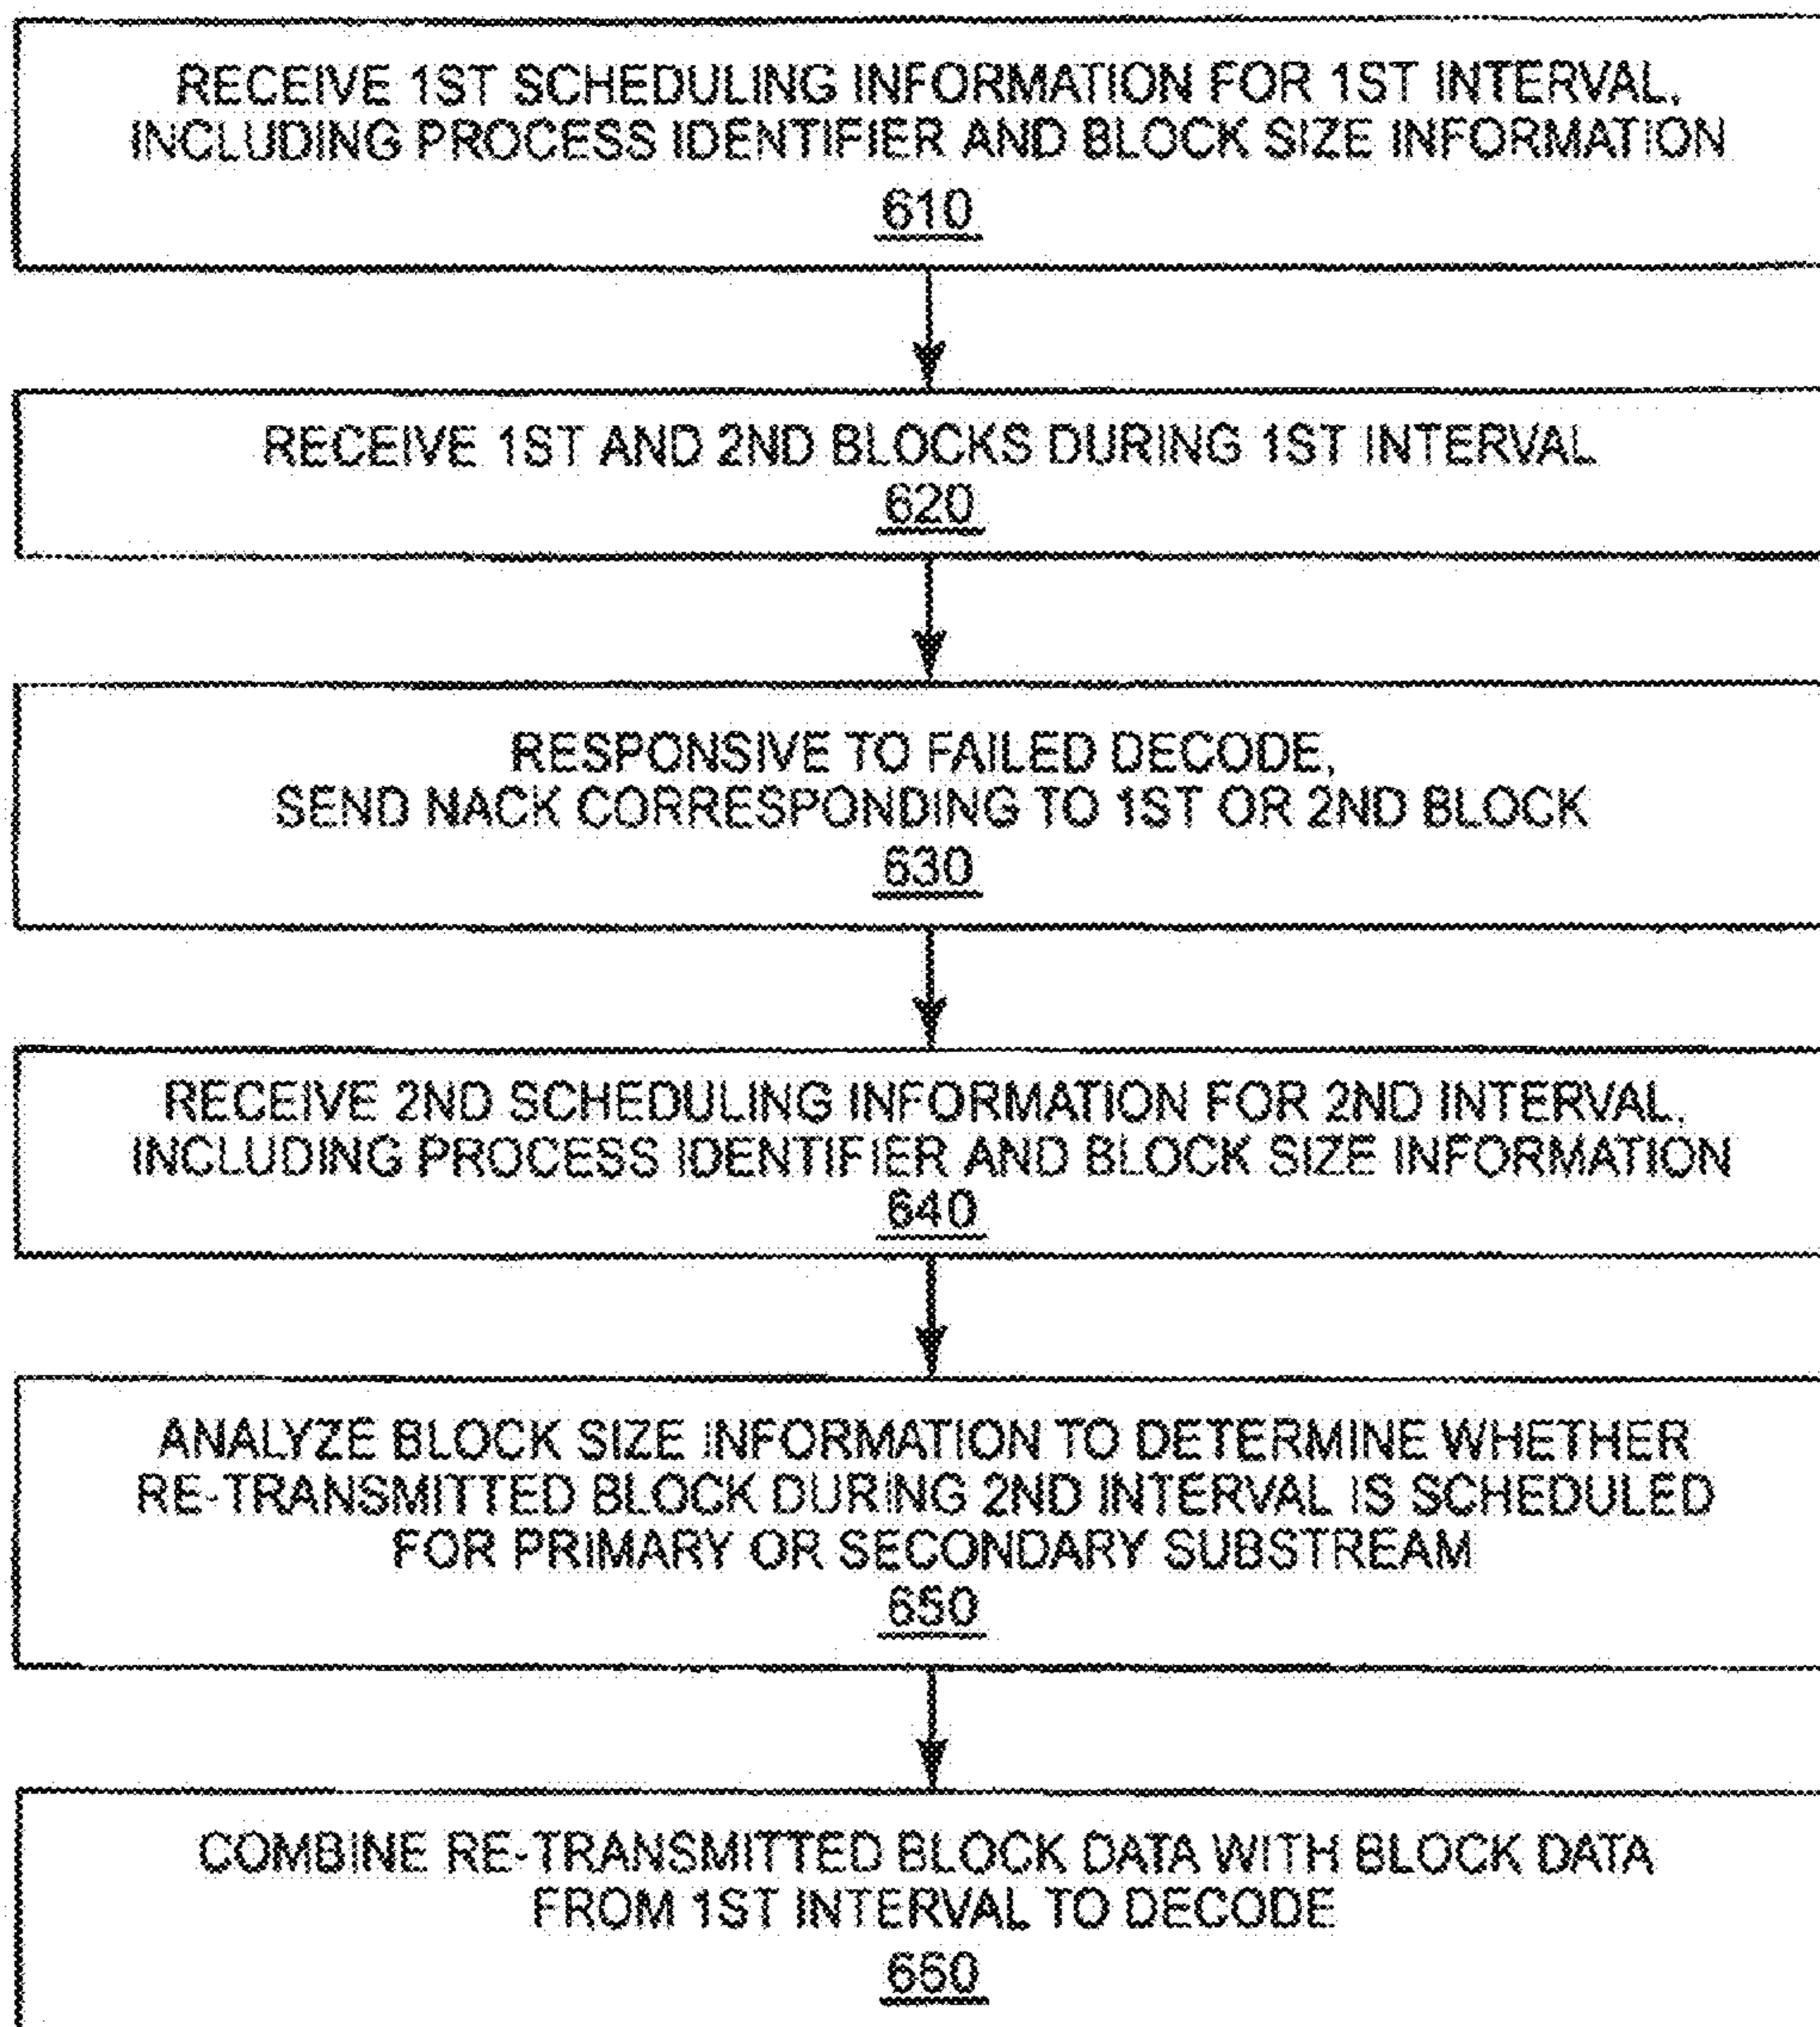 RECEIVE 1ST SCHEDULING INFORMATION FOR 1ST INTERVAL,
INCLUDING PROCESS IDENTIFIER AND BLOCK SIZE INFORMATION
610
RECEIVE 1ST AND 2ND BLOCKS DURING 1ST INTERVAL
620
RESPONSIVE TO FAILED DECODE,
SEND NACK CORRESPONDING TO 1ST OR 2ND BLOCK
630
RECEIVE 2ND SCHEDULING INFORMATION FOR 2ND INTERVAL,
INCLUDING PROCESS IDENTIFIER AND BLOCK SIZE INFORMATION
640
ANALYZE BLOCK SIZE INFORMATION TO DETERMINE WHETHER
RE-TRANSMITTED BLOCK DURING 2ND INTERVAL IS SCHEDULED
FOR PRIMARY OR SECONDARY SUBSTREAM
650
COMBINE RE-TRANSMITTED BLOCK DATA WITH BLOCK DATA
FROM 1ST INTERVAL TO DECODE
660